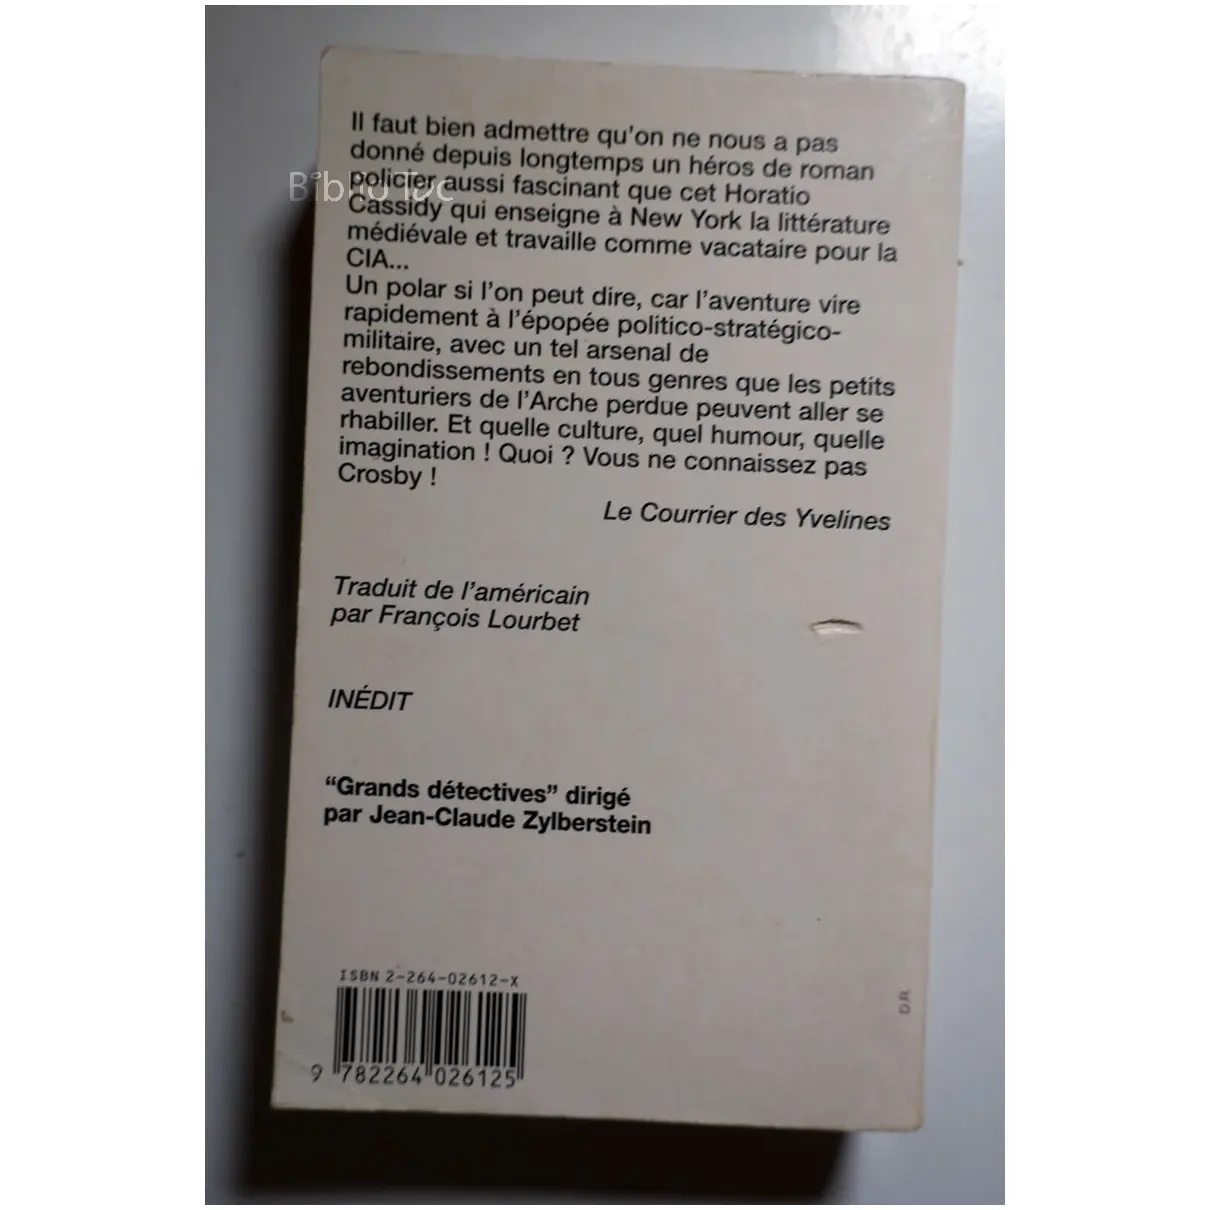 Il faut bien admettre qu'on ne nous a pas
donné depuis longtemps un héros de roman
policier aussi fascinant que cet Horatio
Cassidy qui enseigne à New York la littérature
médiévale et travaille comme vacataire pour la
CIA...
Un polar si l'on peut dire, car l'aventure vire
rapidement à l'épopée politico-stratégico-
militaire, avec un tel arsenal de
rebondissements en tous genres que les petits
aventuriers de l'Arche perdue peuvent aller se
rhabiller. Et quelle culture, quel humour, quelle
imagination ! Quoi ? Vous ne connaissez pas
Crosby !
Le Courrier des Yvelines
Traduit de l'américain
par François Lourbet
INÉDIT
“Grands détectives” dirigé
par Jean-Claude Zylberstein
ISBN 2-264-02612-X
9 782264 026125
D.R.